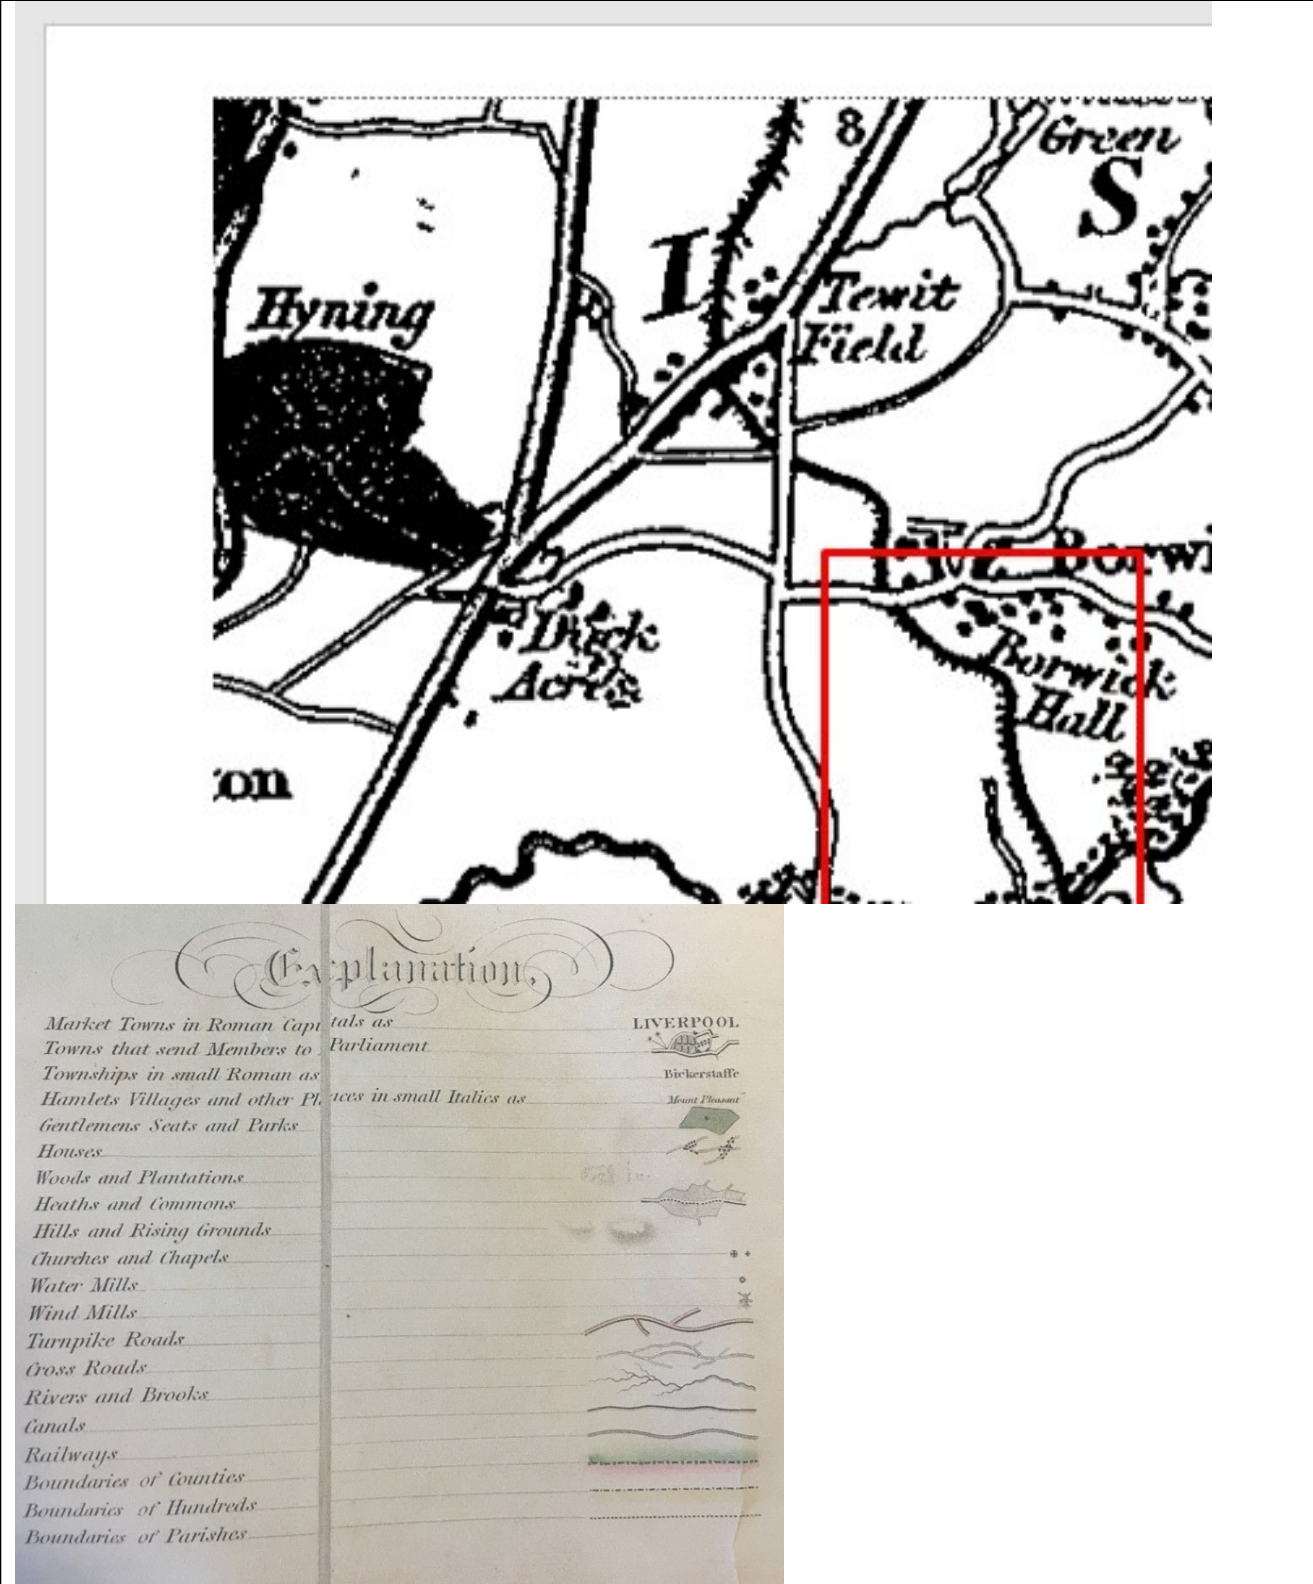 8
Green
S
I
Hyning
Tewit
Field
Borwi
Duck
Acres
Borwick
Hall
on
Explanation,
Market Towns in Roman Capitals as LIVERPOOL
Towns that send Members to Parliament
Townships in small Roman as Bickerstaffe
Hamlets Villages and other Places in small Italics as Mount Pleasant
Gentlemens Seats and Parks
Houses
Woods and Plantations
Heaths and Commons
Hills and Rising Grounds
Churches and Chapels
Water Mills
Wind Mills
Turnpike Roads
Cross Roads
Rivers and Brooks
Canals
Railways
Boundaries of Counties
Boundaries of Hundreds
Boundaries of Parishes